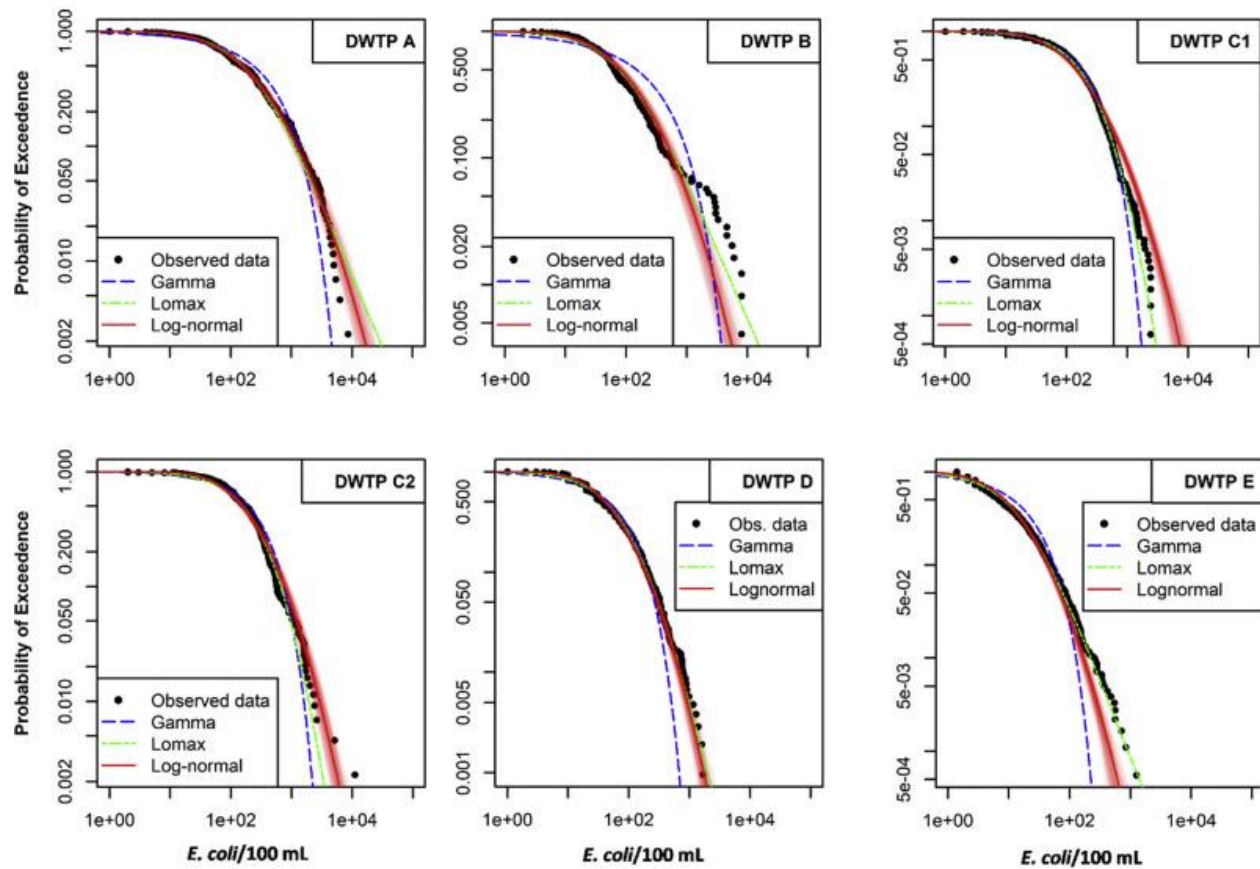 DWTP A
Probability of Exceedence
1.000
0.200
0.050
0.010
0.002
Observed data
Gamma
Lomax
Log-normal
1e+00 1e+02 1e+04
DWTP B
0.500
0.100
0.020
0.005
Observed data
Gamma
Lomax
Log-normal
1e+00 1e+02 1e+04
DWTP C1
5e-01
5e-02
5e-03
5e-04
Observed data
Gamma
Lomax
Log-normal
1e+00 1e+02 1e+04
DWTP C2
Probability of Exceedence
1.000
0.200
0.050
0.010
0.002
Observed data
Gamma
Lomax
Log-normal
1e+00 1e+02 1e+04
E. coli/100 mL
DWTP D
0.500
0.050
0.005
0.001
Obs. data
Gamma
Lomax
Lognormal
1e+00 1e+02 1e+04
E. coli/100 mL
DWTP E
5e-01
5e-02
5e-03
5e-04
Observed data
Gamma
Lomax
Lognormal
1e+00 1e+02 1e+04
E. coli/100 mL